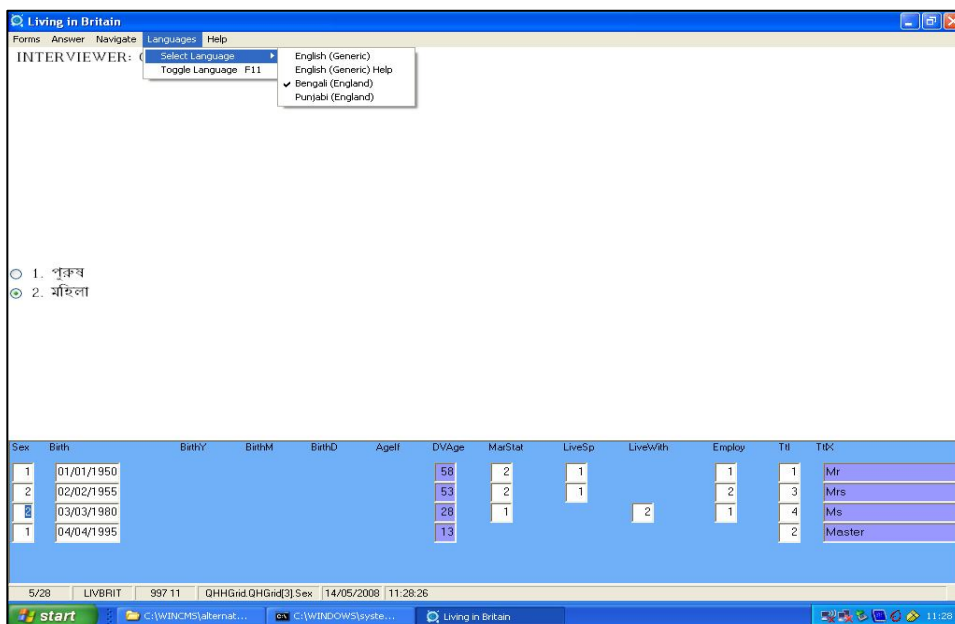 Living in Britain
Forms Answer Navigate Languages Help
INTERVIEWER:
Select Language
Toggle Language F11
English (Generic)
English (Generic) Help
Bengali (England)
Punjabi (England)
1. পুরুষ
2. মহিলা
Sex Birth BirthY BirthM BirthD AgeIf DVAge MarStat LiveSp LiveWith Employ Ttl TtlX
1 01/01/1950 58 2 1 1 1 Mr
2 02/02/1955 53 2 1 2 3 Mrs
2 03/03/1980 28 1 2 1 4 Ms
1 04/04/1995 13 2 Master
5/28 LIVBRIT 997 11 QHHGrid.QHGrid[3].Sex 14/05/2008 11:28:26
start C:\WINCMS\alternat... C:\WINDOWS\syste... Living in Britain 11:28